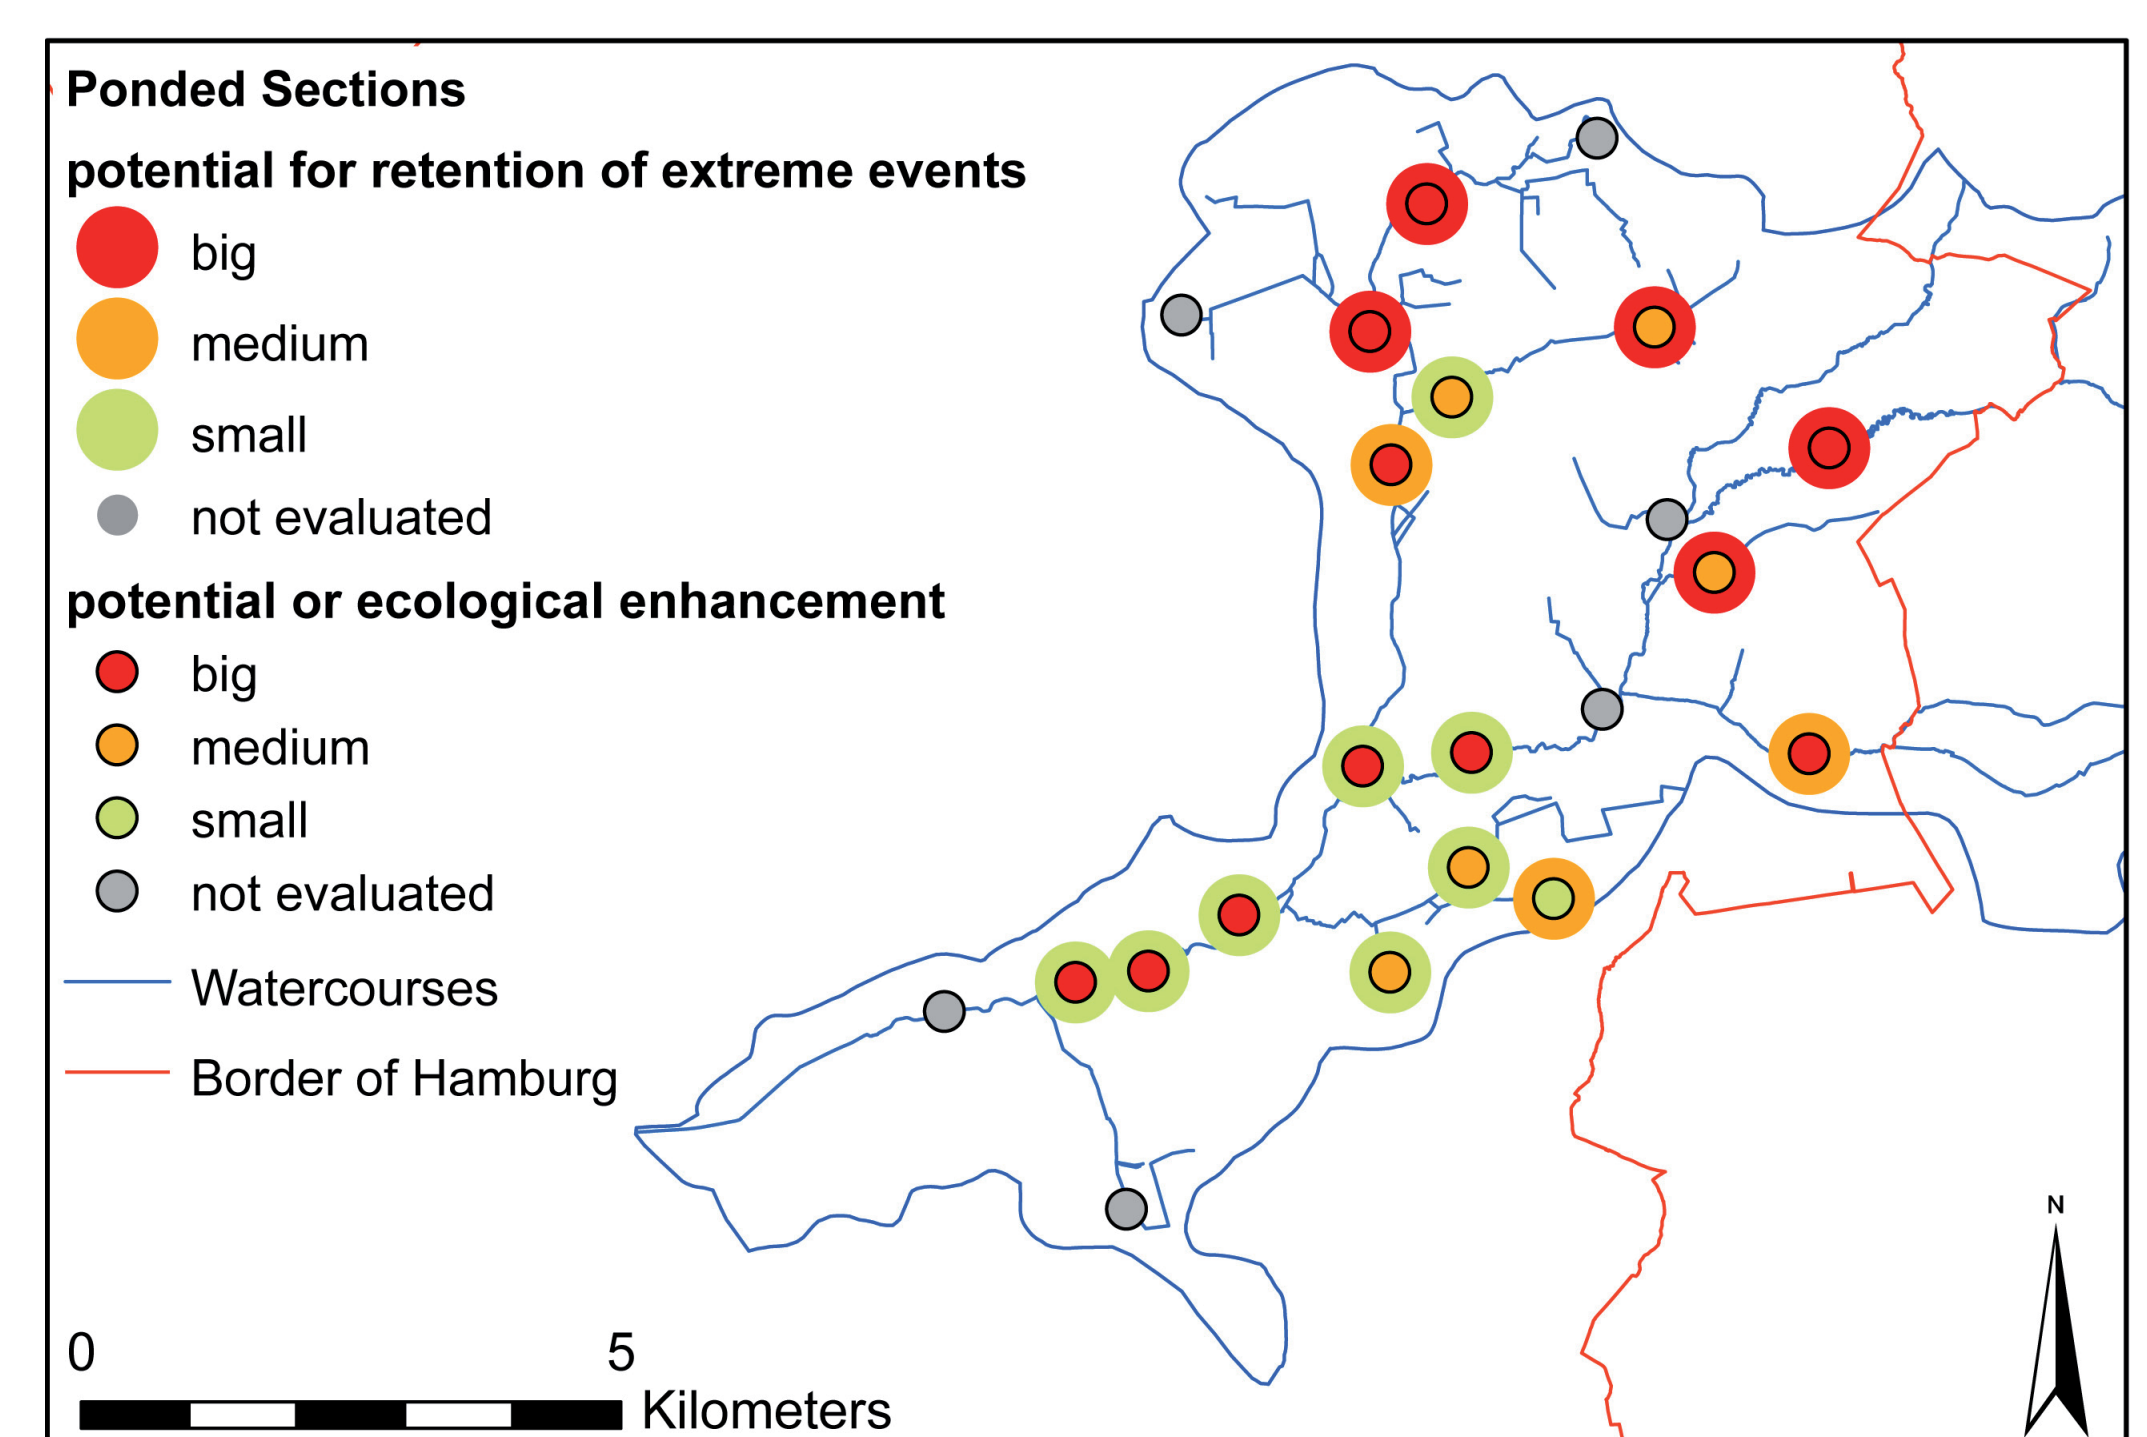 Ponded Sections
potential for retention of extreme events
big
medium
small
not evaluated
potential or ecological enhancement
big
medium
small
not evaluated
Watercourses
Border of Hamburg
0 5
Kilometers
N